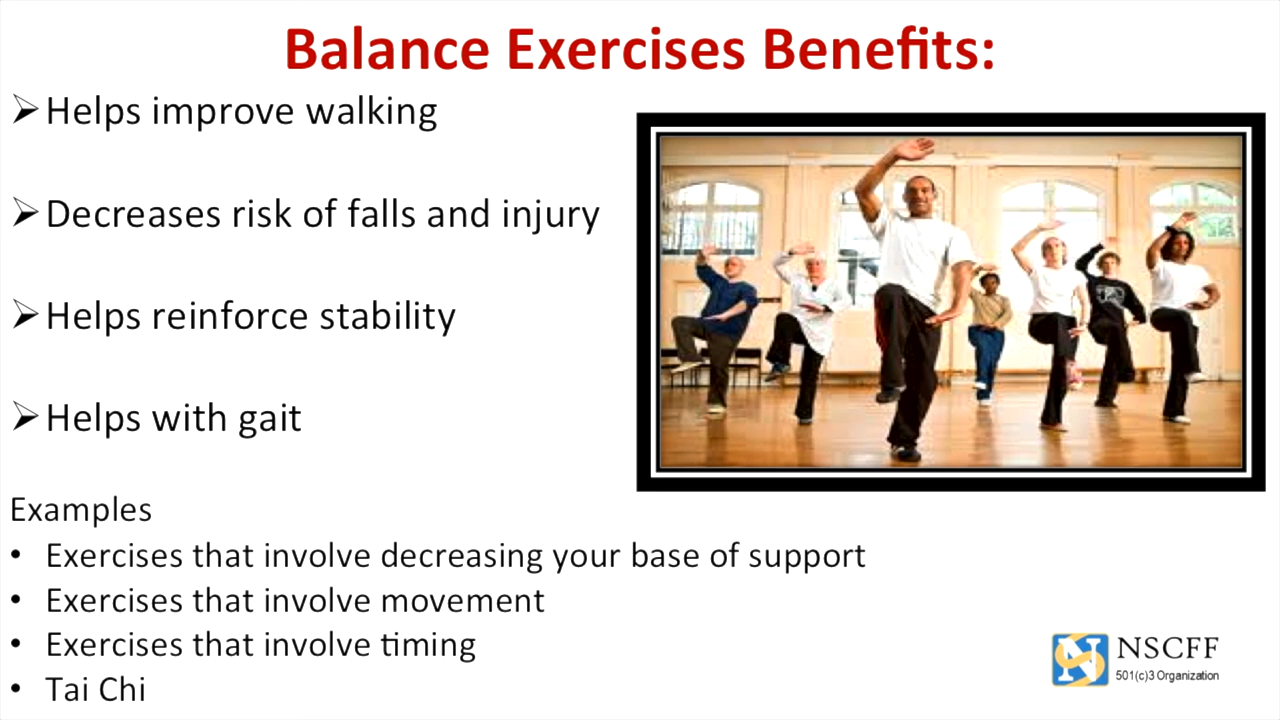 Balance Exercises Benefits:
➢Helps improve walking
➢Decreases risk of falls and injury
➢Helps reinforce stability
➢Helps with gait
Examples
• Exercises that involve decreasing your base of support
• Exercises that involve movement
• Exercises that involve timing
• Tai Chi
NSCFF
501(c)3 Organization